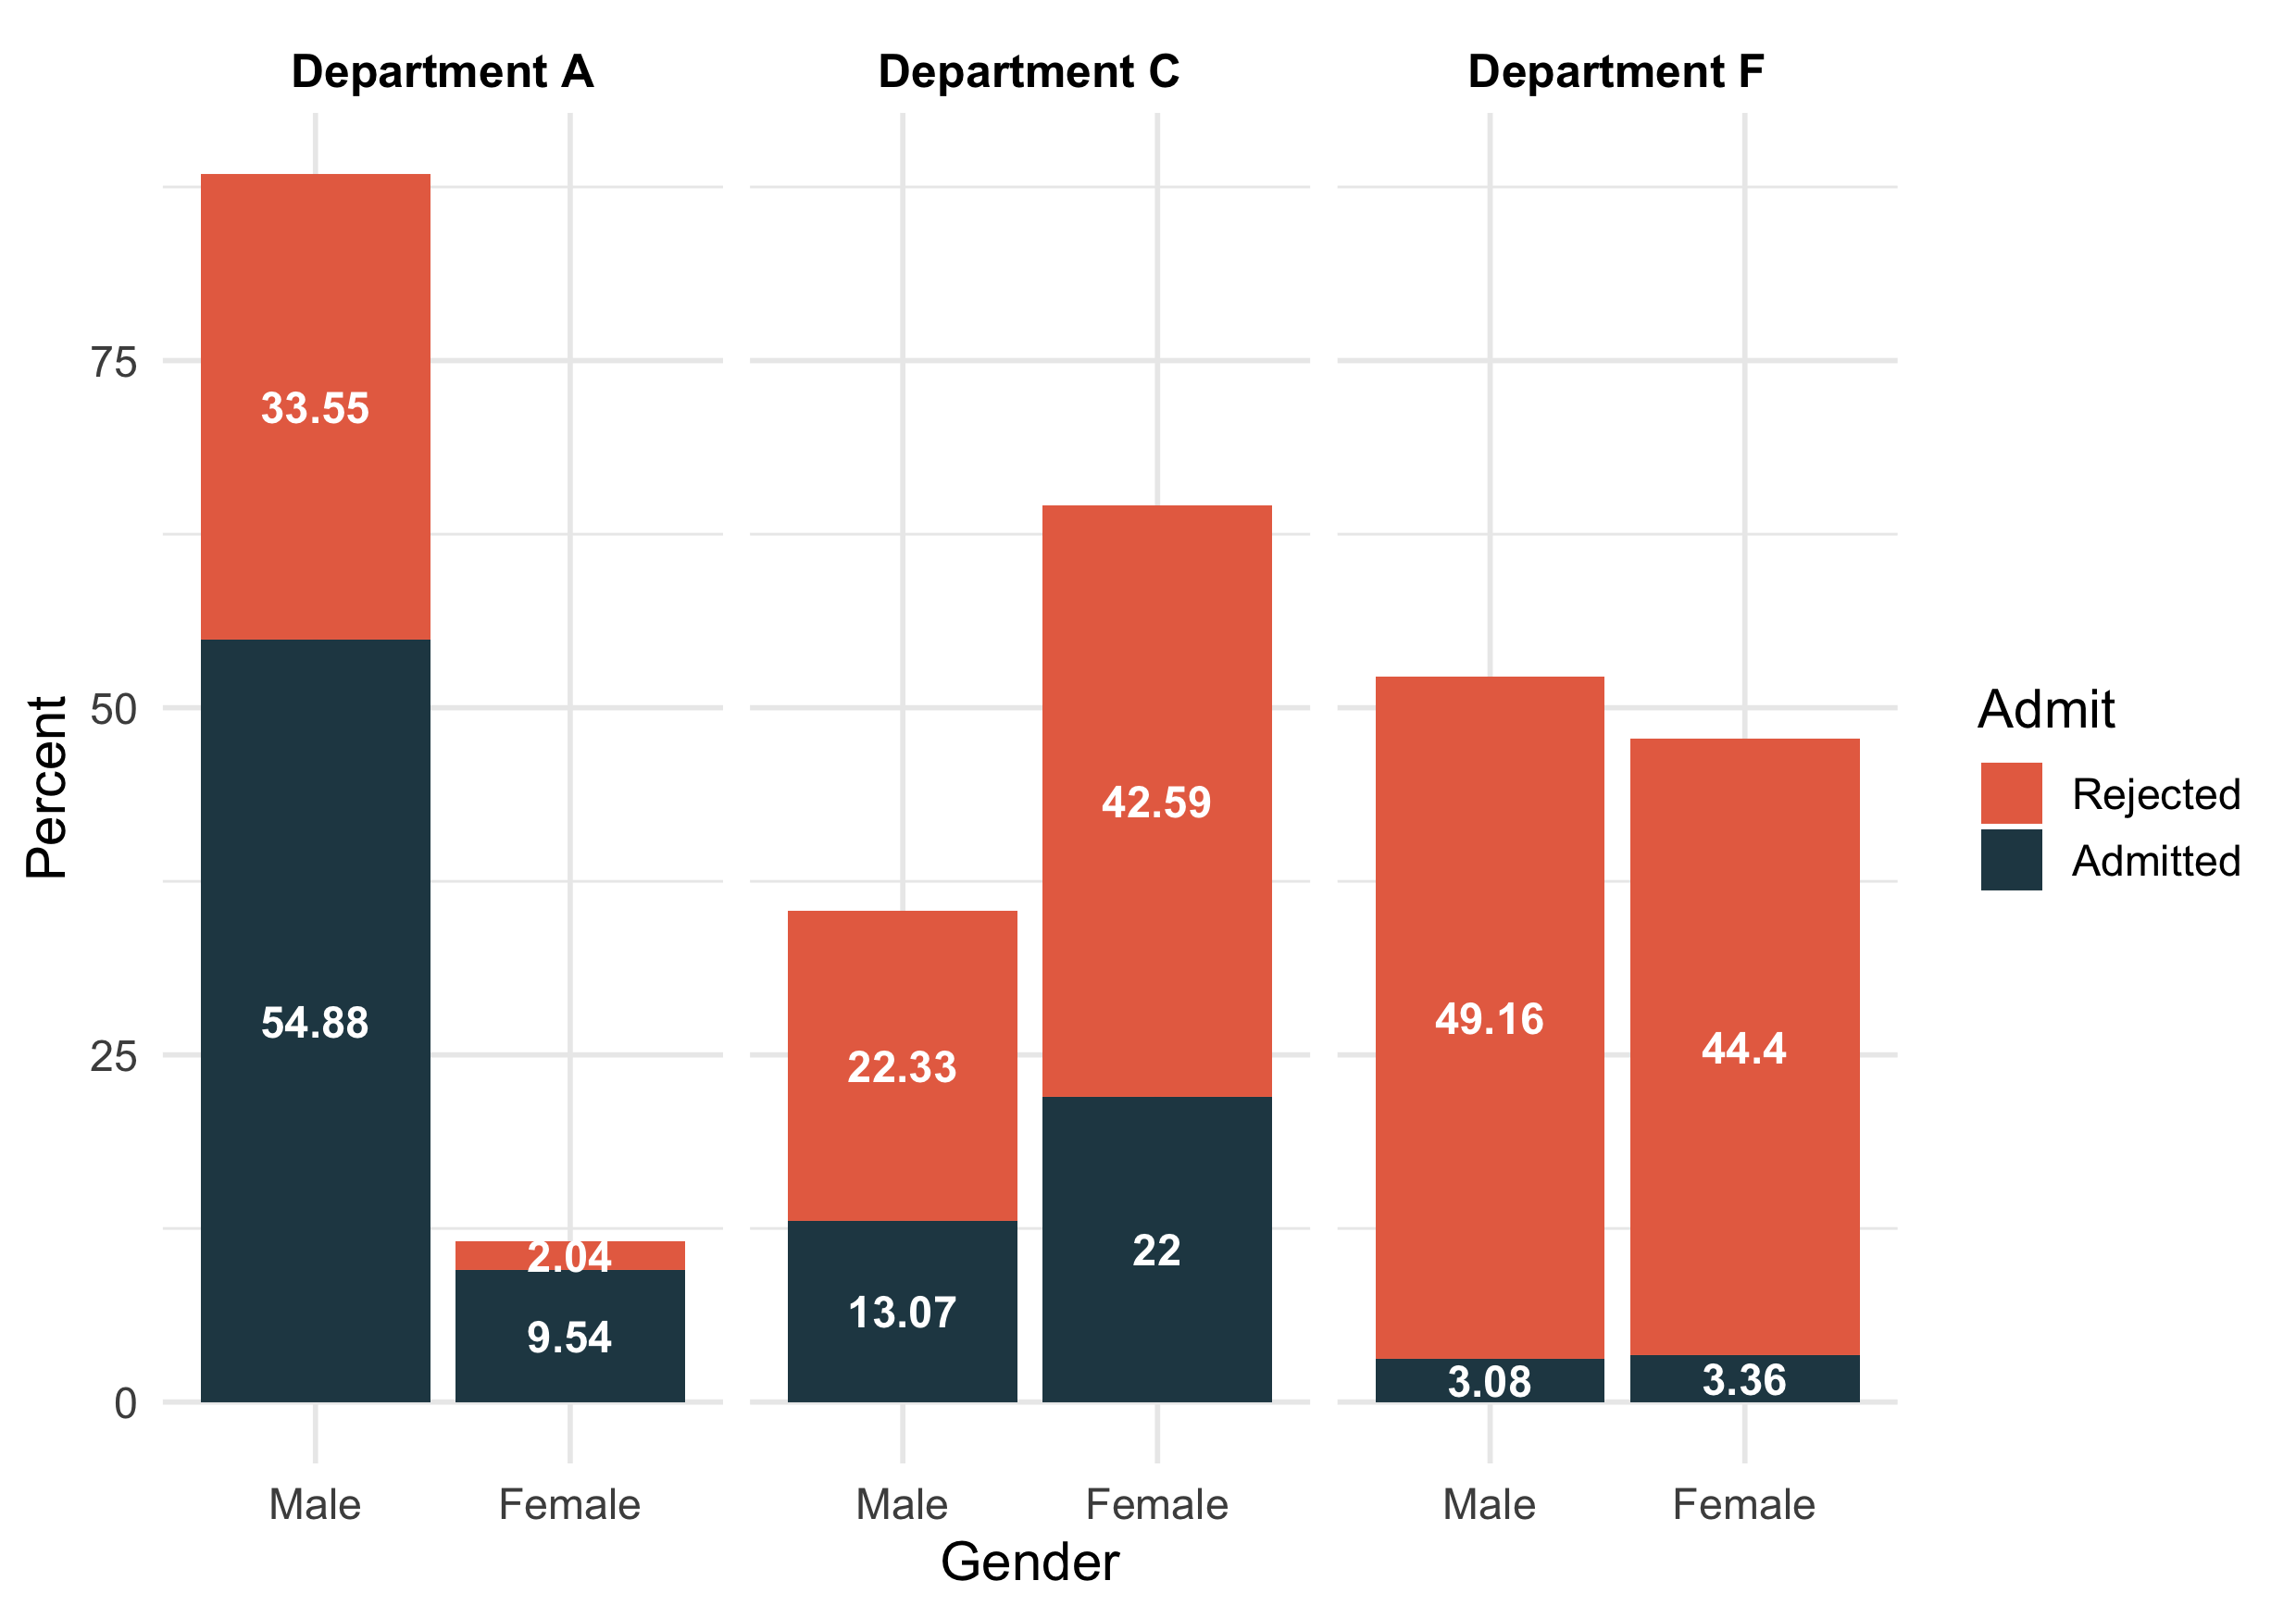 Department A
Department C
Department F
Percent
75
50
25
0
33.55
54.88
2.04
9.54
22.33
13.07
42.59
22
49.16
3.08
44.4
3.36
Male
Female
Male
Female
Male
Female
Gender
Admit
Rejected
Admitted